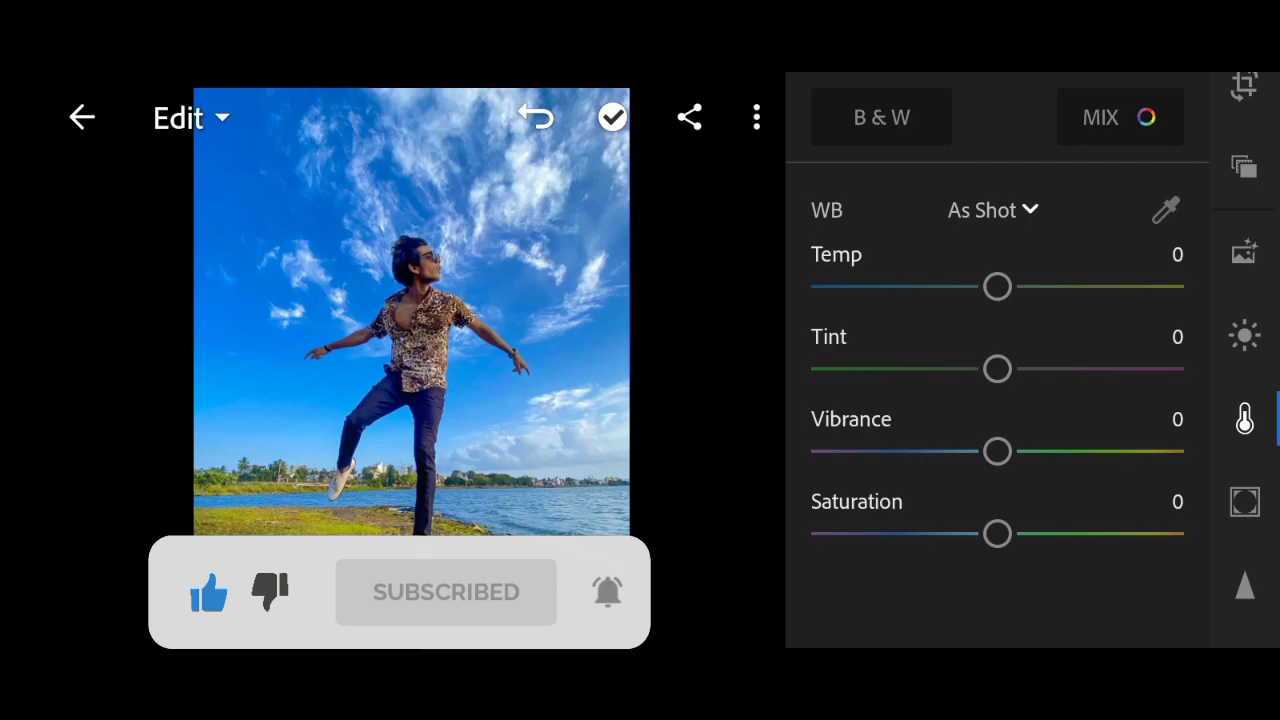 Edit
B & W
MIX
WB
As Shot
Temp
0
Tint
0
Vibrance
0
Saturation
0
SUBSCRIBED